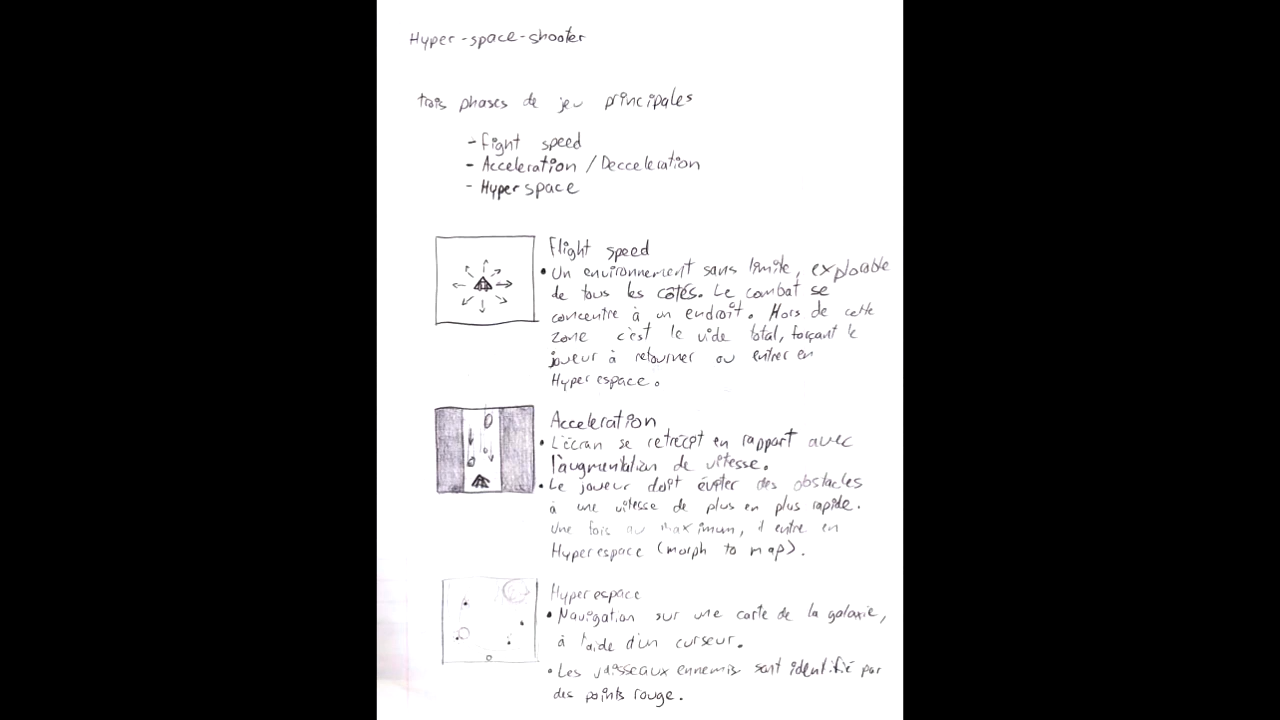 Hyper-space-shooter
trois phases de jeu principales
- Fight speed
- Acceleration / Decceleration
- Hyperspace
Flight speed
• Un environnement sans limite, explorable
de tous les côtés. Le combat se
concentre à un endroit. Hors de cette
zone c'est le vide total, forçant le
joueur à retourner ou entrer en
Hyperespace.
Acceleration
• L'écran se retrécpt en rapport avec
l'augmentation de vitesse.
• Le joueur doit éviter des obstacles
à une vitesse de plus en plus rapide.
Une fois au maximum, il entre en
Hyperespace (morph to map).
Hyperecpace
• Navigation sur une carte de la galaxie,
à l'aide d'un curseur.
• Les vaisseaux ennemis sont identifié par
des points rouge.